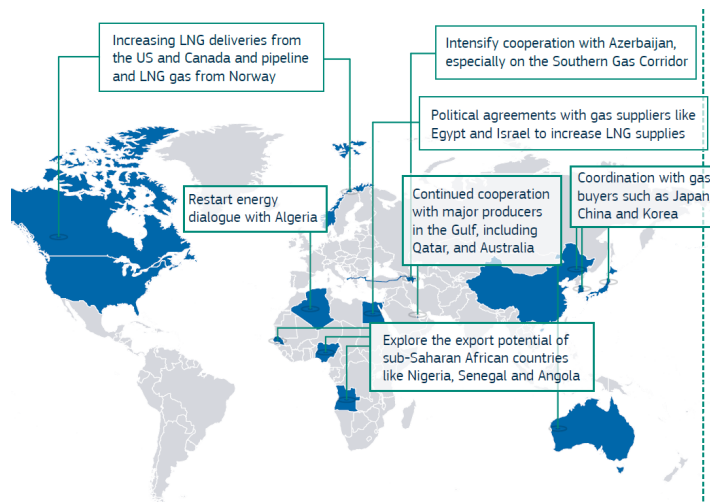 Increasing LNG deliveries from
the US and Canada and pipeline
and LNG gas from Norway
Intensify cooperation with Azerbaijan,
especially on the Southern Gas Corridor
Political agreements with gas suppliers like
Egypt and Israel to increase LNG supplies
Restart energy
dialogue with Algeria
Continued cooperation
with major producers
in the Gulf, including
Qatar, and Australia
Coordination with gas
buyers such as Japan
China and Korea
Explore the export potential of
sub-Saharan African countries
like Nigeria, Senegal and Angola